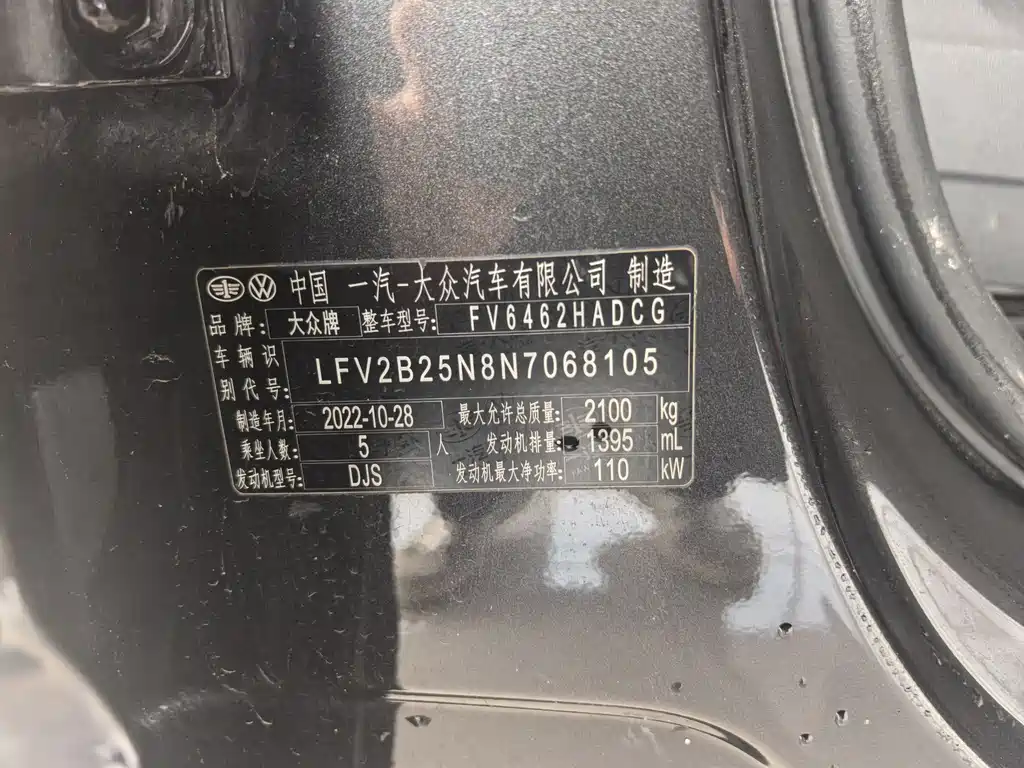 中国 一汽-大众汽车有限公司 制造
品牌: 大众牌 整车型号: FV6462HADCG
车辆识别代号: LFV2B25N8N7068105
制造年月: 2022-10-28 最大允许总质量: 2100 kg
乘坐人数: 5 人 发动机排量: 1395 mL
发动机型号: DJS 发动机最大净功率: 110 kW